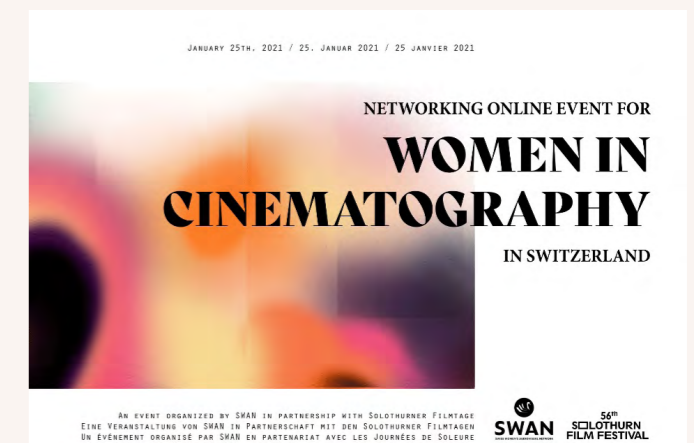 January 25th. 2021 / 25. Januar 2021 / 25 janvier 2021
NETWORKING ONLINE EVENT FOR
WOMEN IN
CINEMATOGRAPHY
IN SWITZERLAND
An event organized by SWAN in partnership with Solothurner Filmtage
Eine Veranstaltung von SWAN in Partnerschaft mit den Solothurner Filmtagen
Un événement organisé par SWAN en partenariat avec les Journées de Soleure
SWAN
56th
SOLOTHURN
FILM FESTIVAL